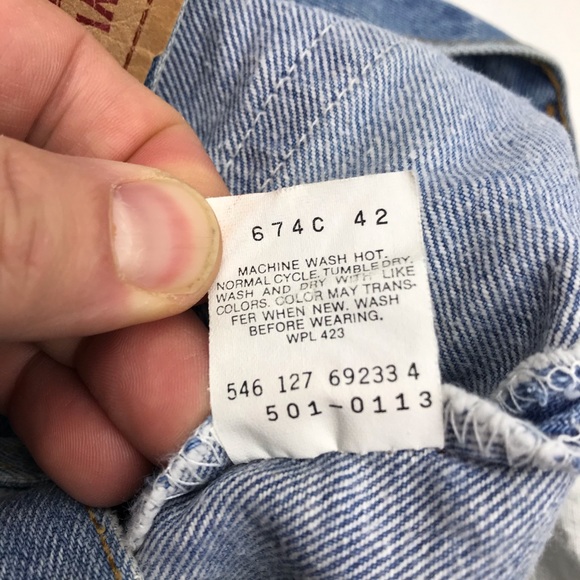 674C 42
MACHINE WASH HOT.
NORMAL CYCLE. TUMBLE DRY.
WASH AND DRY WITH LIKE
COLORS. COLOR MAY TRANS-
FER WHEN NEW. WASH
BEFORE WEARING.
WPL 423
546 127 69233 4
501-0113